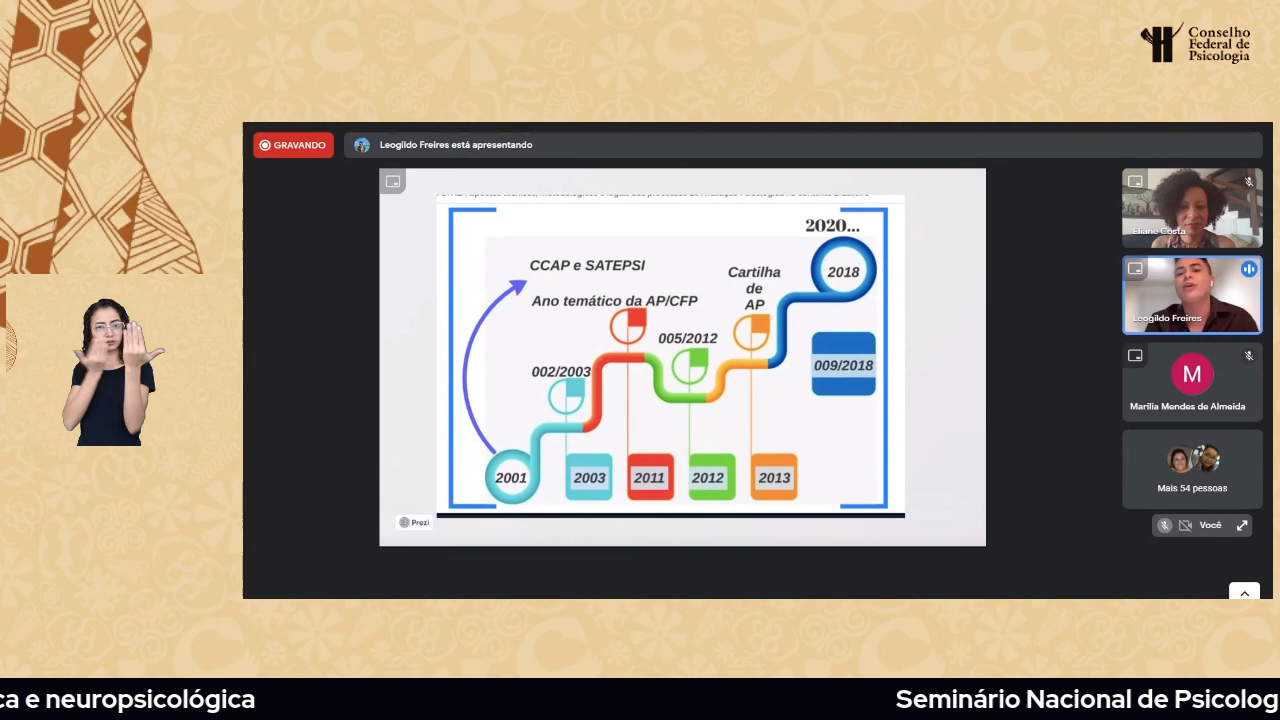 Conselho
Federal de
Psicologia
GRAVANDO
Leogildo Freires está apresentando
2020...
CCAP e SATEPSI
Cartilha
de
AP
2018
Ano temático da AP/CFP
005/2012
002/2003
009/2018
2001
2003
2011
2012
2013
Prezi
Eliane Costa
Leogildo Freires
M
Marilia Mendes de Almeida
Mais 54 pessoas
Você
ca e neuropsicológica
Seminário Nacional de Psicolog